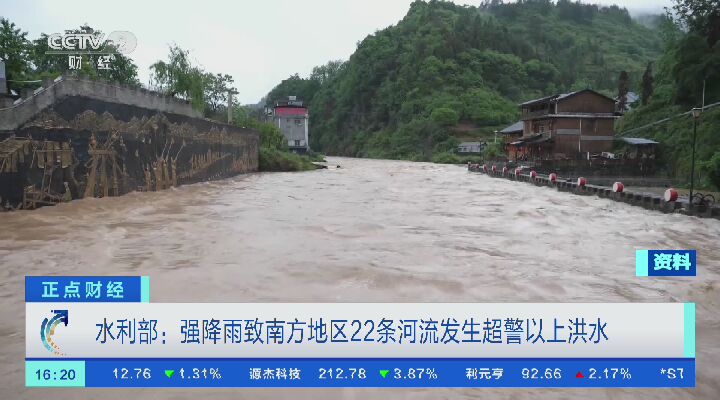 CCTV 2
财·经
资料
正点财经
水利部：强降雨致南方地区22条河流发生超警以上洪水
16:20 12.76 ▼1.31% 源杰科技 212.78 ▼3.87% 利元亨 92.66 ▲2.17% *ST